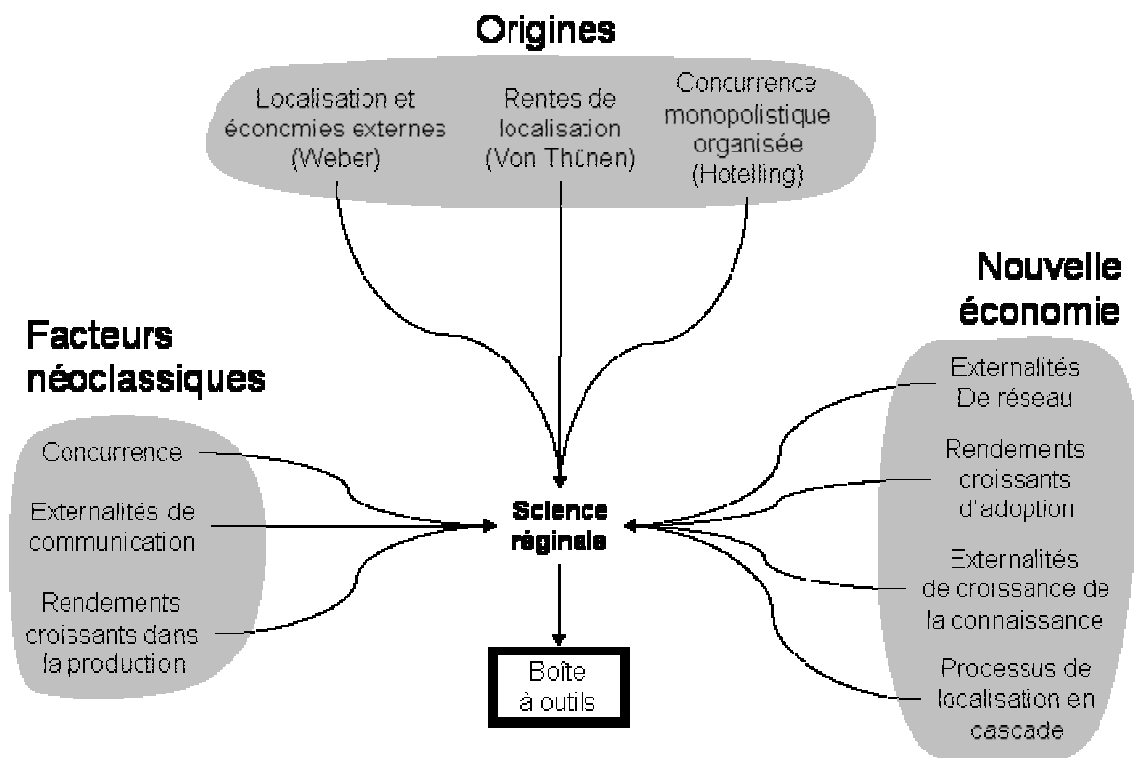 Origines
Localisation et
économies externes
(Weber)
Rentes de
localisation
(Von Thünen)
Concurrence
monopolistique
organisée
(Hotelling)
Facteurs
néoclassiques
Concurrence
Externalités de
communication
Rendements
croissants dans
la production
Science
réginale
Boîte
à outils
Nouvelle
économie
Externalités
De réseau
Rendements
croissants
d'adoption
Externalités
de croissance de
la connaissance
Processus de
localisation en
cascade